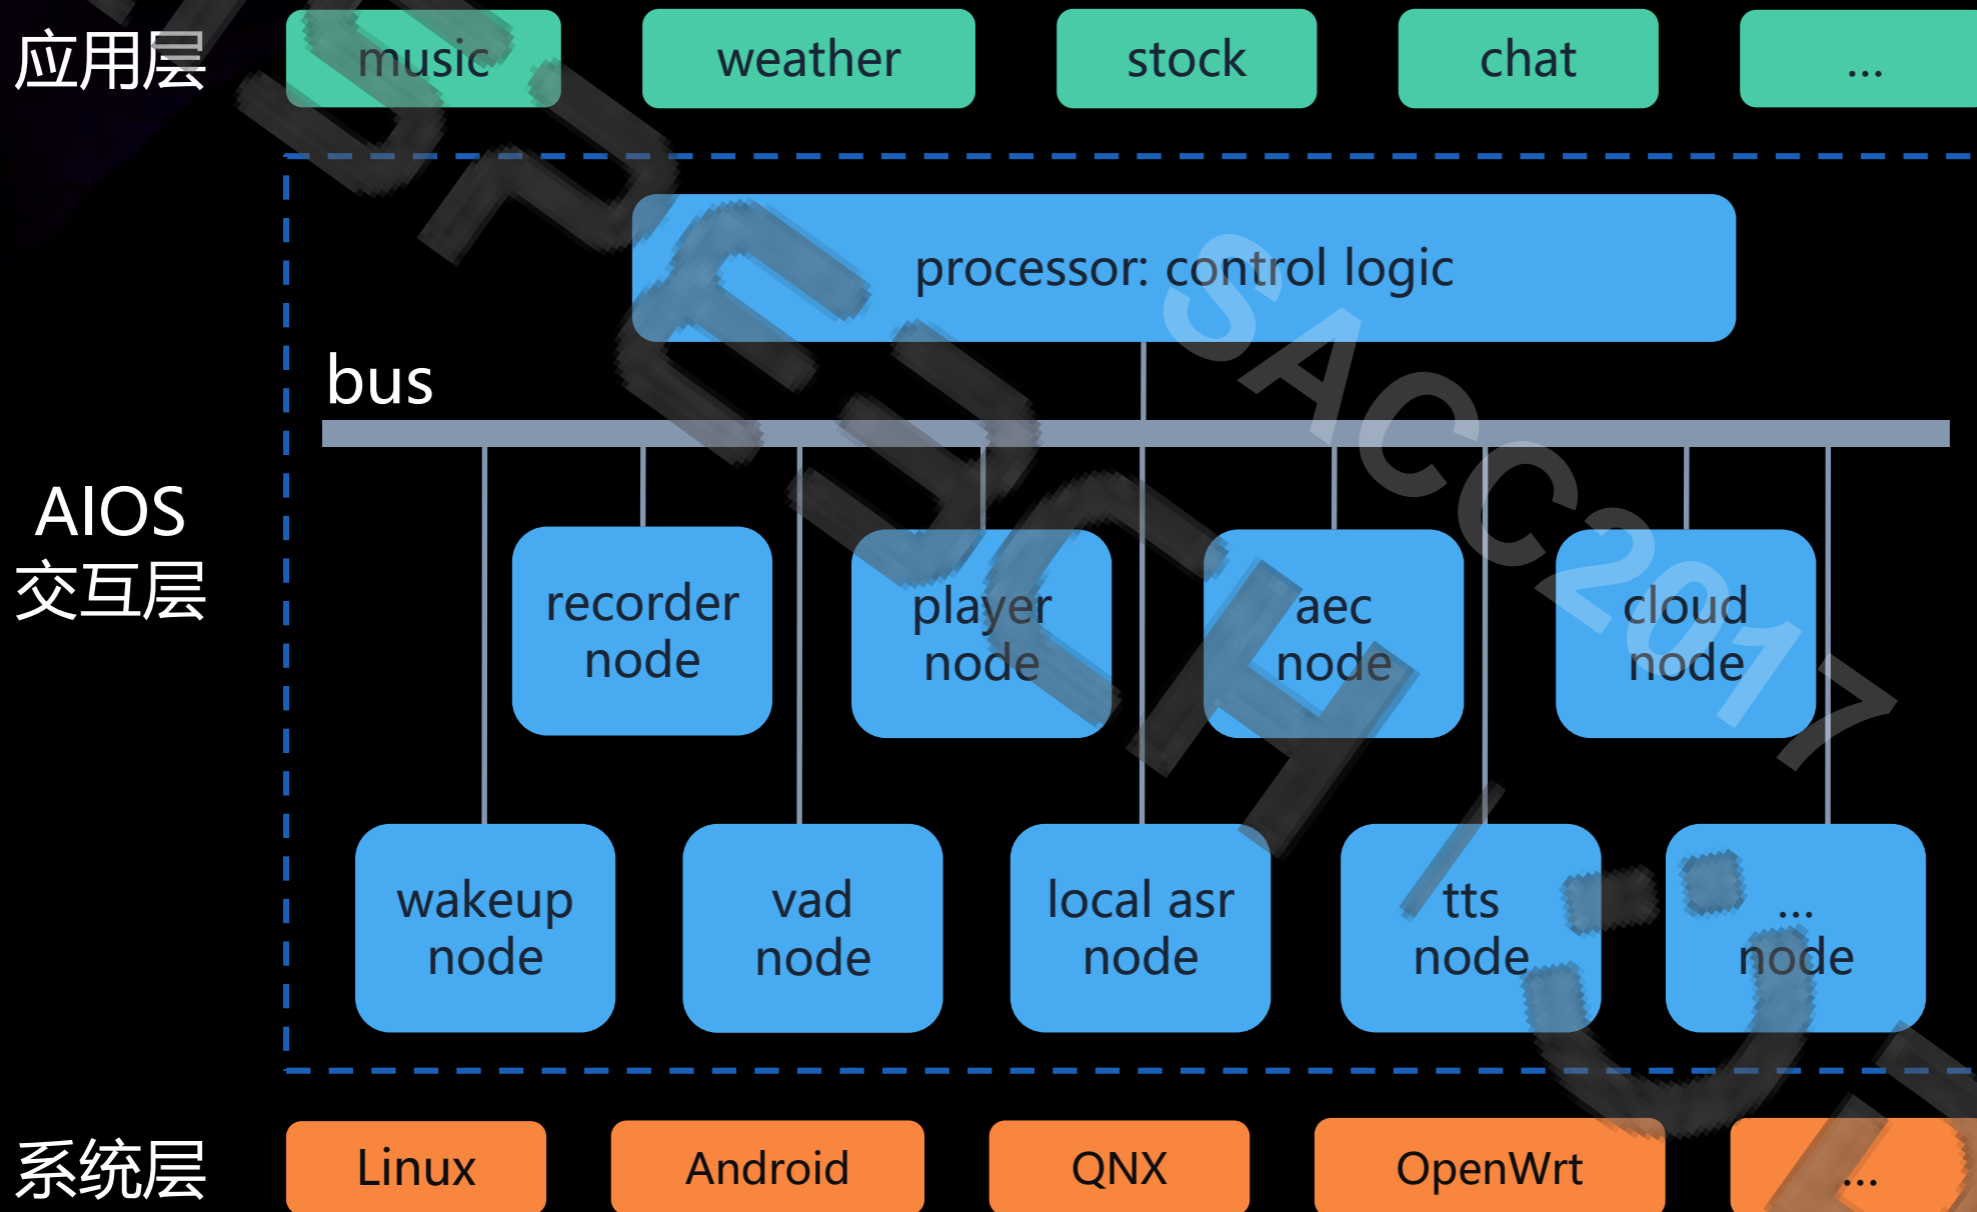 应用层
music
weather
stock
chat
...
processor: control logic
bus
AIOS
交互层
recorder
node
player
node
aec
node
cloud
node
wakeup
node
vad
node
local asr
node
tts
node
...
node
系统层
Linux
Android
QNX
OpenWrt
...
SACC2017